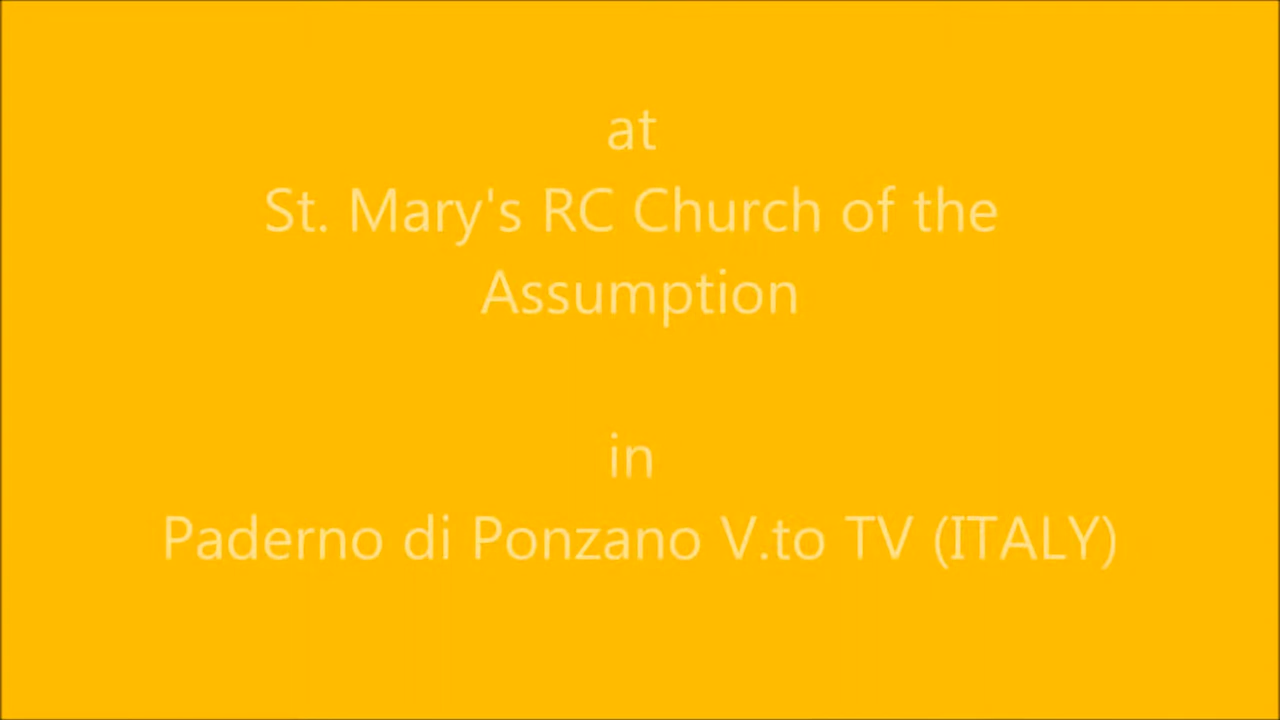 at
St. Mary's RC Church of the
Assumption
in
Paderno di Ponzano V.to TV (ITALY)